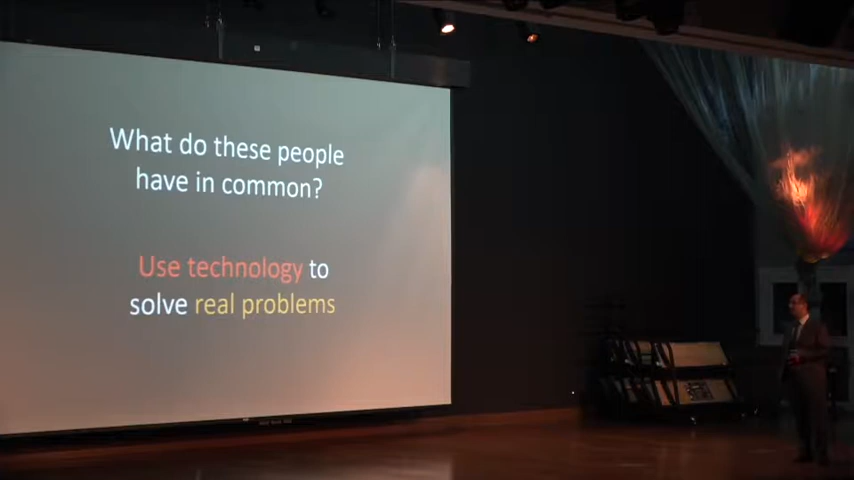 What do these people
have in common?
Use technology to
solve real problems